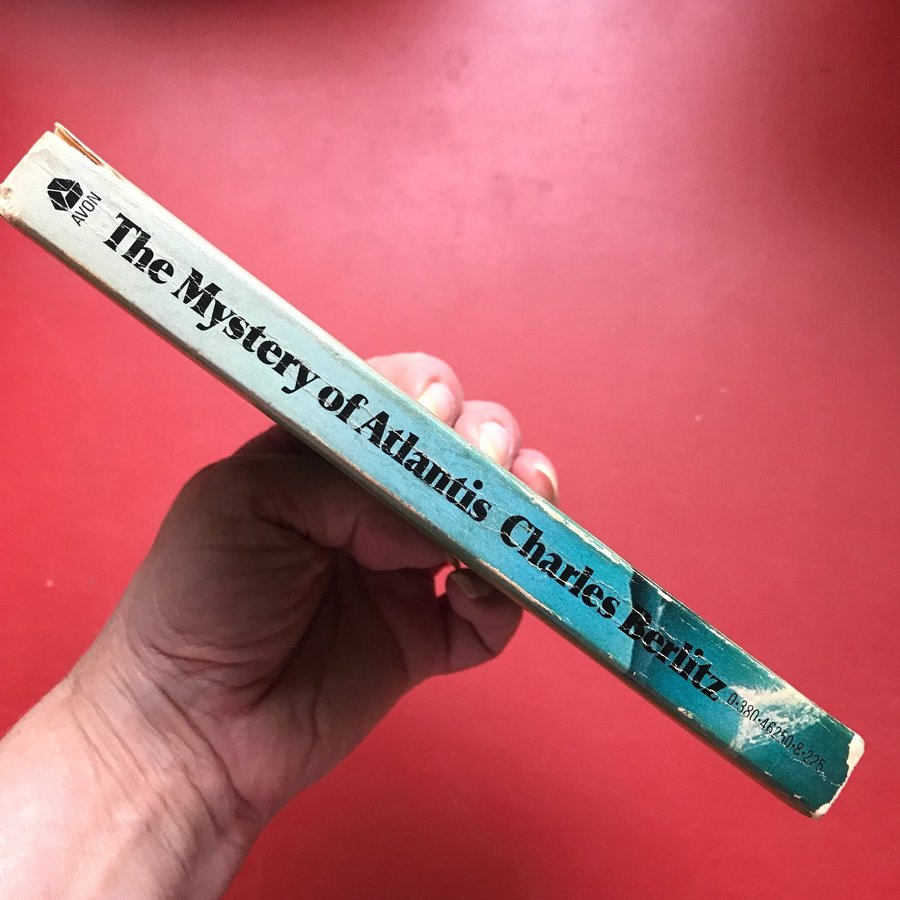 AVON
The Mystery of Atlantis Charles Berlitz
0·380·46250·8·225